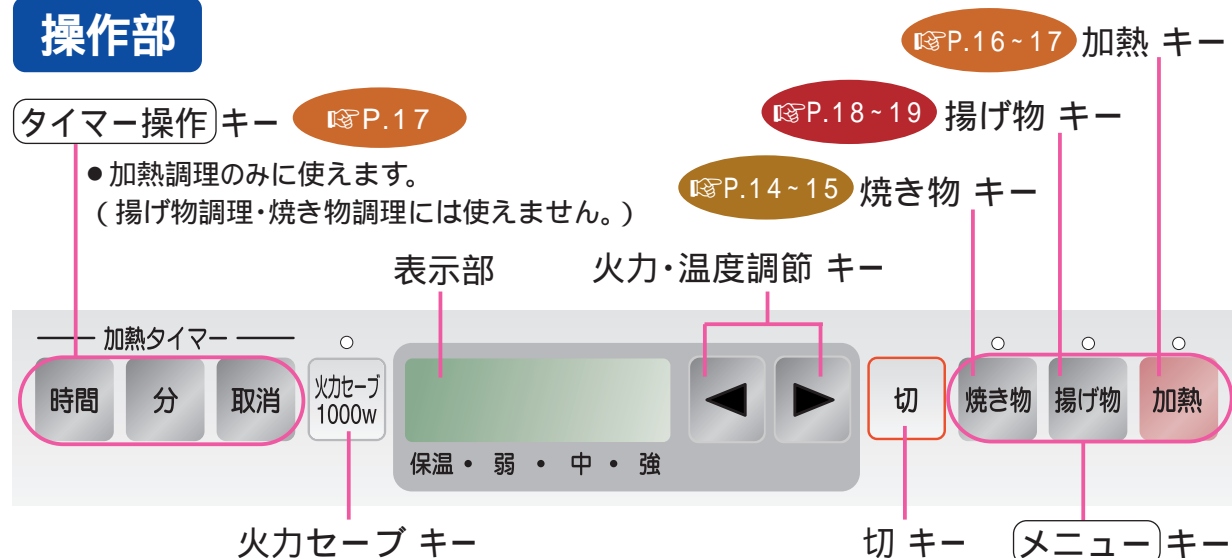 操作部
☞P.16~17 加熱 キー
タイマー操作 キー ☞P.17
☞P.18~19 揚げ物 キー
●加熱調理のみに使えます。
(揚げ物調理・焼き物調理には使えません。)
☞P.14~15 焼き物 キー
表示部
火力・温度調節 キー
加熱タイマー
時間
分
取消
火力セーブ
1000w
◀
▶
切
焼き物
揚げ物
加熱
保温・弱・中・強
火力セーブ キー
切 キー
メニュー キー